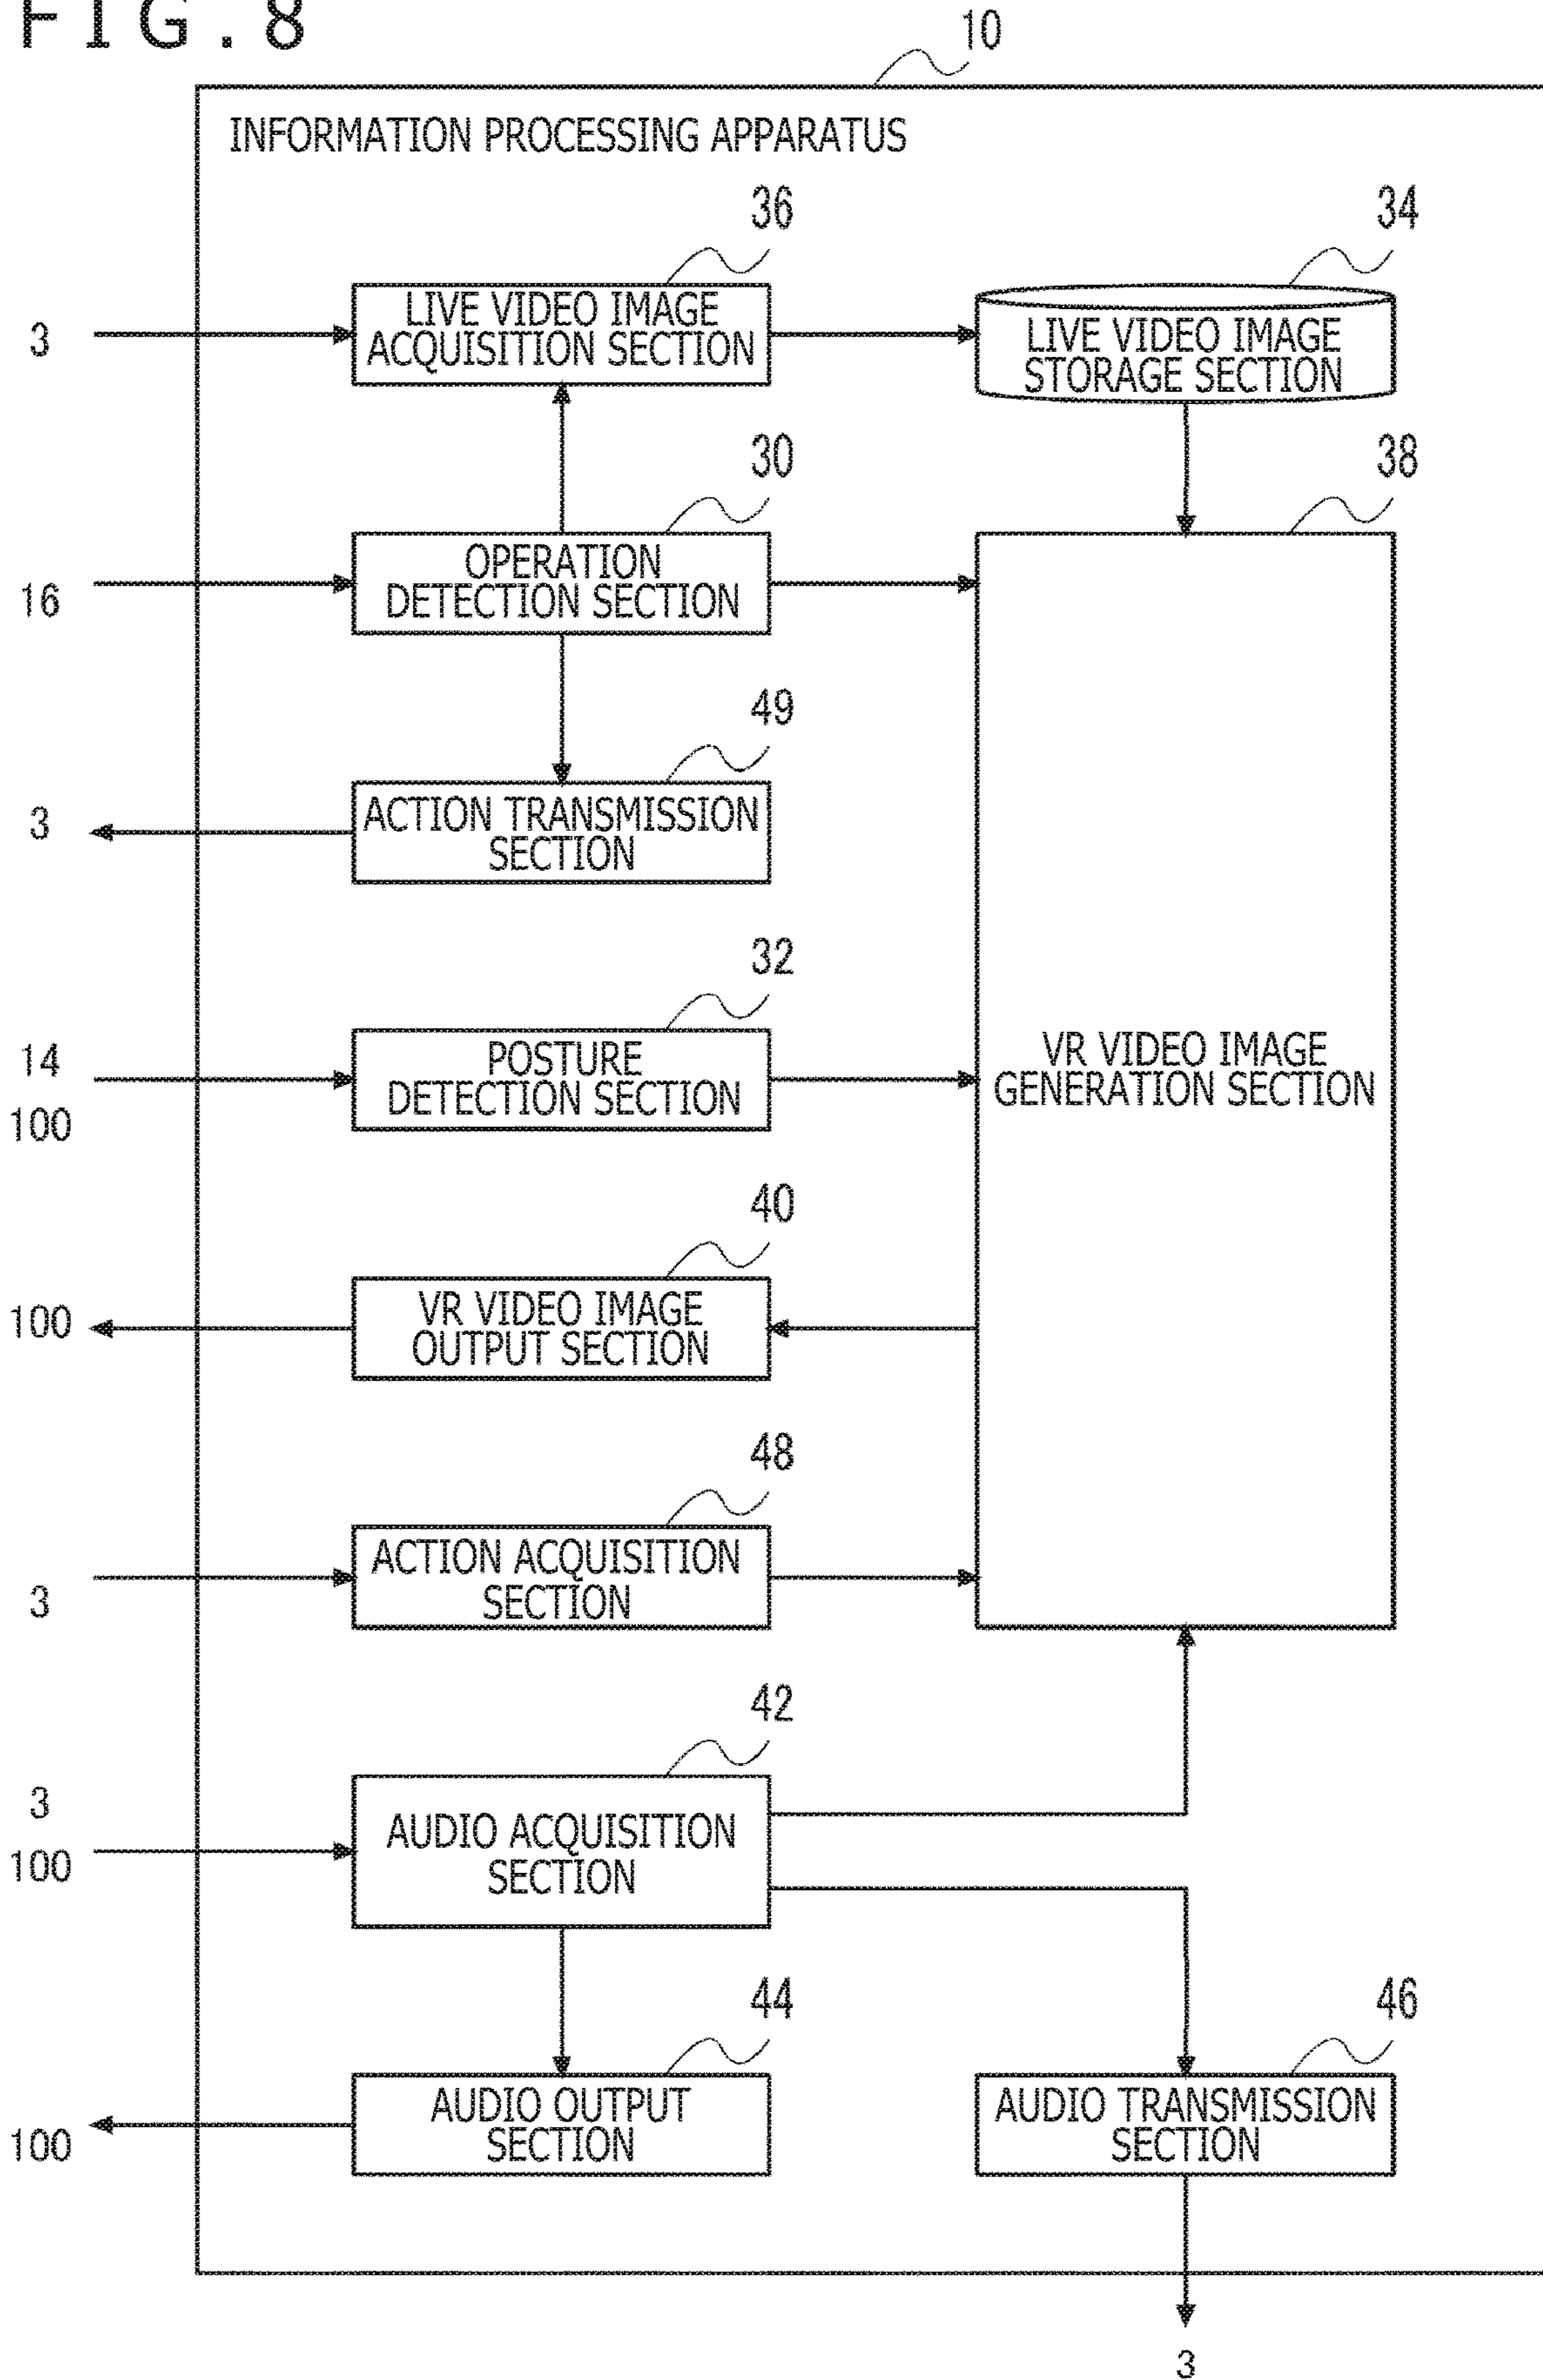 FIG.8
10
INFORMATION PROCESSING APPARATUS
36
34
3
LIVE VIDEO IMAGE
ACQUISITION SECTION
LIVE VIDEO IMAGE
STORAGE SECTION
30
38
16
OPERATION
DETECTION SECTION
49
3
ACTION TRANSMISSION
SECTION
32
14
100
POSTURE
DETECTION SECTION
VR VIDEO IMAGE
GENERATION SECTION
40
100
VR VIDEO IMAGE
OUTPUT SECTION
48
3
ACTION ACQUISITION
SECTION
42
3
100
AUDIO ACQUISITION
SECTION
44
46
100
AUDIO OUTPUT
SECTION
AUDIO TRANSMISSION
SECTION
3